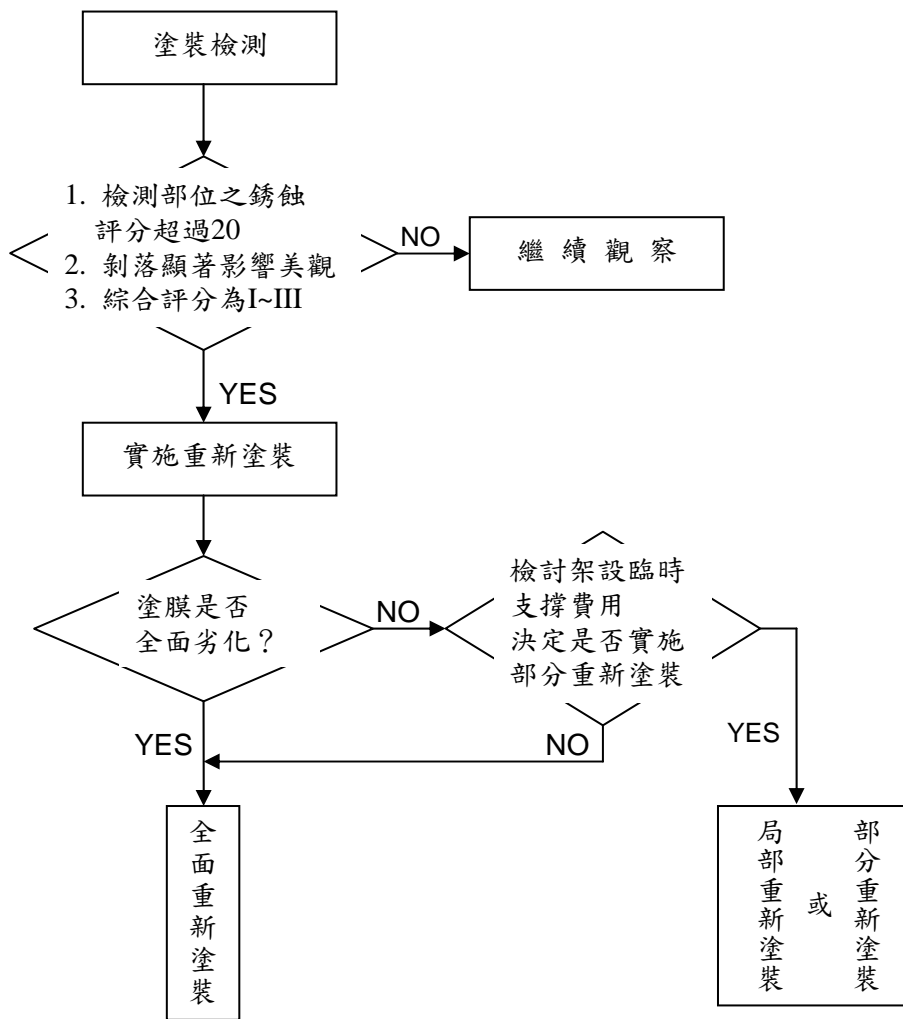 塗裝檢測
1. 檢測部位之銹蝕
評分超過20
2. 剝落顯著影響美觀
3. 綜合評分為I~III
NO
繼續觀察
YES
實施重新塗裝
塗膜是否
全面劣化？
NO
檢討架設臨時
支撐費用
決定是否實施
部分重新塗裝
YES
NO
YES
全面重新塗裝
部分重新塗裝
或
局部重新塗裝